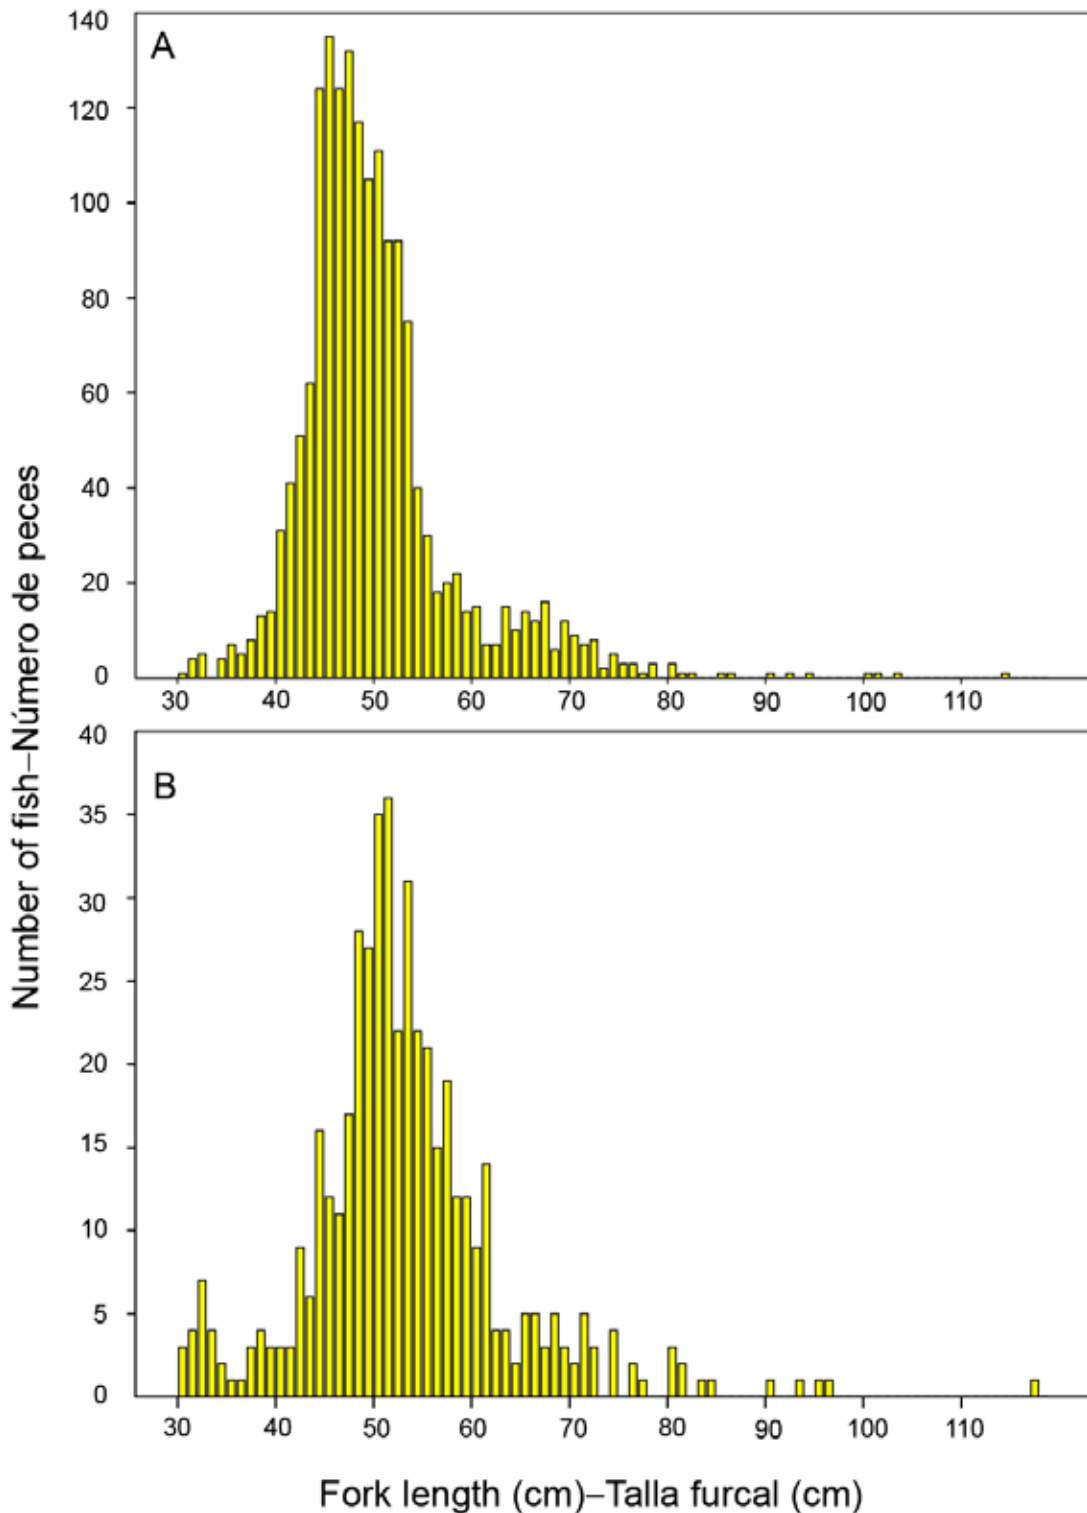 A
140
120
100
80
60
40
20
0
30 40 50 60 70 80 90 100 110
B
40
35
30
25
20
15
10
5
0
30 40 50 60 70 80 90 100 110
Number of fish–Número de peces
Fork length (cm)–Talla furcal (cm)